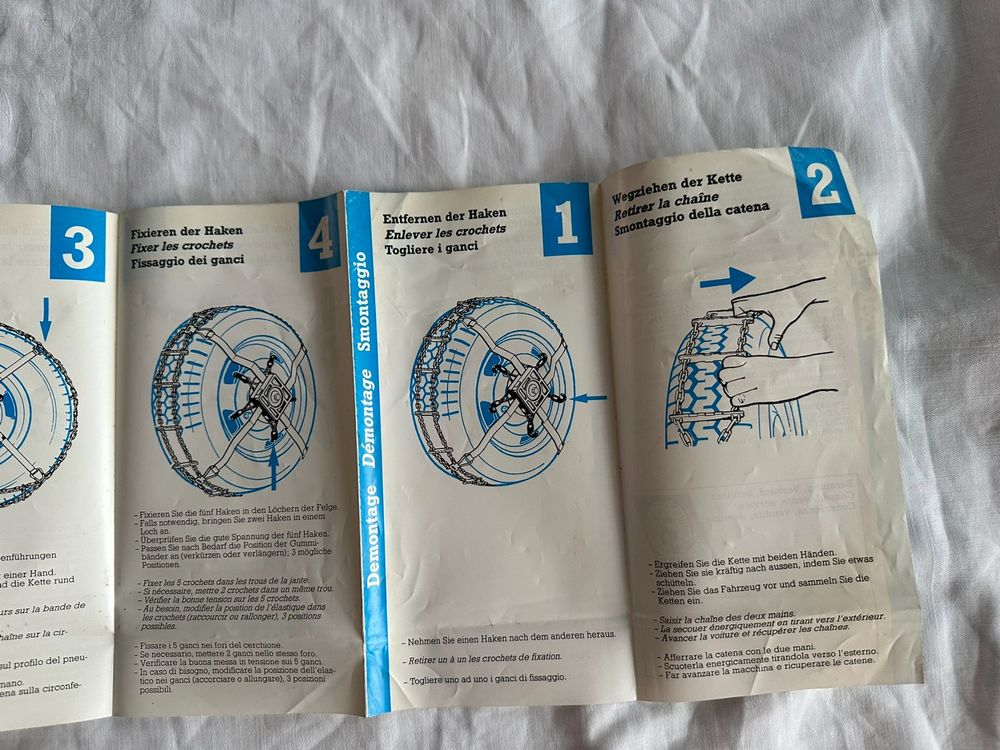 3
enführungen
einer Hand.
d die Kette rund
urs sur la bande de
haîne sur la cir-
sul profilo del pneu-
mano.
ena sulla circonfe-
4
Fixieren der Haken
Fixer les crochets
Fissaggio dei ganci
– Fixieren Sie die fünf Haken in den Löchern der Felge.
– Falls notwendig, bringen Sie zwei Haken in einem
Loch an.
– Überprüfen Sie die gute Spannung der fünf Haken.
– Passen Sie nach Bedarf die Position der Gummi-
bänder an (verkürzen oder verlängern); 3 mögliche
Positionen.
– Fixer les 5 crochets dans les trous de la jante.
– Si nécessaire, mettre 2 crochets dans un même trou.
– Vérifier la bonne tension sur les 5 crochets.
– Au besoin, modifier la position de l'élastique dans
les crochets (raccourcir ou rallonger), 3 positions
possibles.
– Fissare i 5 ganci nei fori del cerchione.
– Se necessario, mettere 2 ganci nello stesso foro.
– Verificare la buona messa in tensione sui 5 ganci.
– In caso di bisogno, modificare la posizione dell'elas-
tico nei ganci (accorciare o allungare), 3 posizioni
possibili.
Demontage Démontage Smontaggio
1
Entfernen der Haken
Enlever les crochets
Togliere i ganci
– Nehmen Sie einen Haken nach dem anderen heraus.
– Retirer un à un les crochets de fixation.
– Togliere uno ad uno i ganci di fissaggio.
2
Wegziehen der Kette
Retirer la chaîne
Smontaggio della catena
– Ergreifen Sie die Kette mit beiden Händen.
– Ziehen Sie sie kräftig nach aussen, indem Sie etwas
schütteln.
– Ziehen Sie das Fahrzeug vor und sammeln Sie die
Ketten ein.
– Saisir la chaîne des deux mains.
– La secouer énergiquement en tirant vers l'extérieur.
– Avancer la voiture et récupérer les chaînes.
– Afferrare la catena con le due mani.
– Scuoterla energicamente tirandola verso l'esterno.
– Far avanzare la macchina e ricuperare le catene.